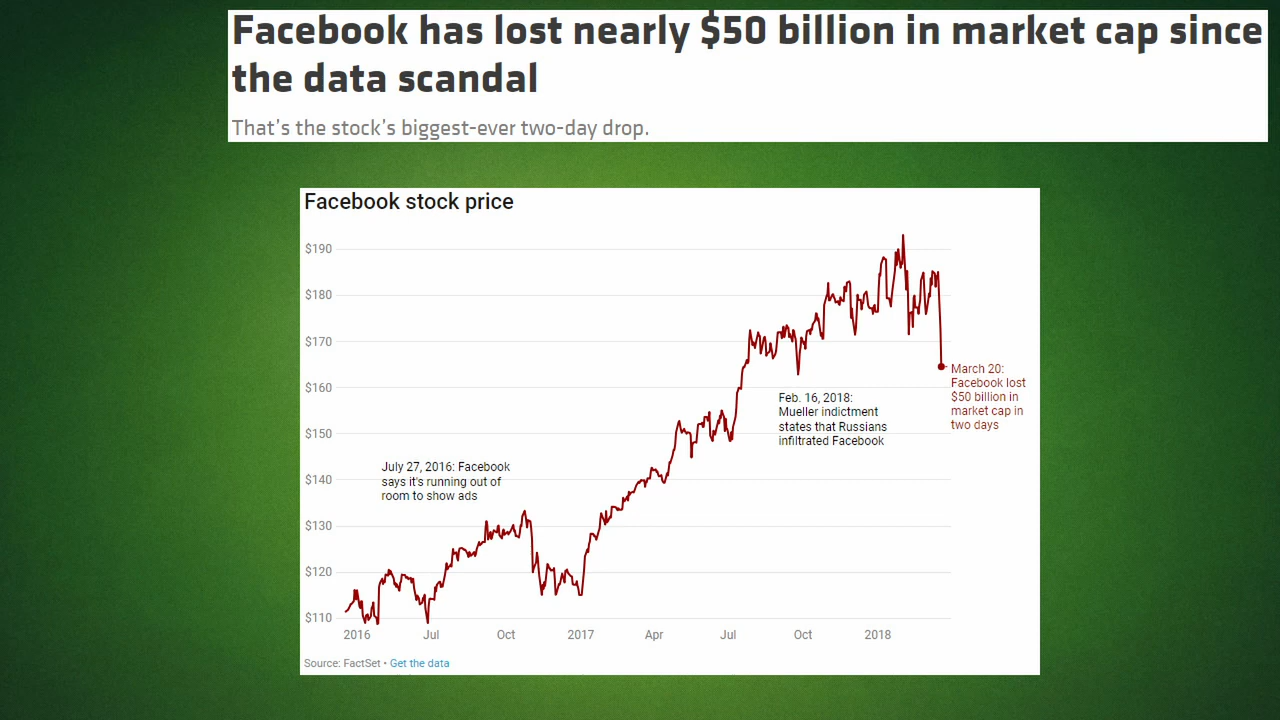 Facebook has lost nearly $50 billion in market cap since
the data scandal
That's the stock's biggest-ever two-day drop.
Facebook stock price
$190
$180
$170
$160
$150
$140
$130
$120
$110
March 20:
Facebook lost
$50 billion in
market cap in
two days
Feb. 16, 2018:
Mueller indictment
states that Russians
infiltrated Facebook
July 27, 2016: Facebook
says it's running out of
room to show ads
2016 Jul Oct 2017 Apr Jul Oct 2018
Source: FactSet • Get the data